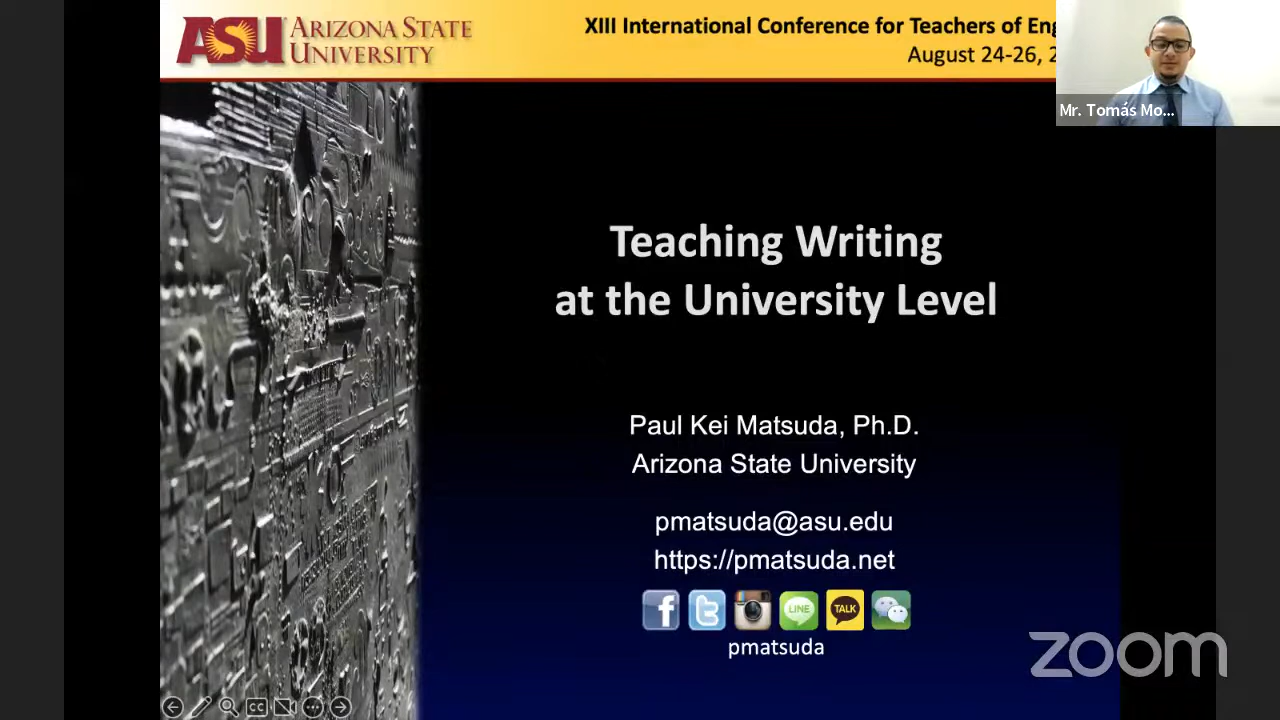 ASU ARIZONA STATE
UNIVERSITY
XIII International Conference for Teachers of Eng
August 24-26, 2
Mr. Tomás Mo...
Teaching Writing
at the University Level
Paul Kei Matsuda, Ph.D.
Arizona State University
pmatsuda@asu.edu
https://pmatsuda.net
LINE
TALK
pmatsuda
zoom
CC